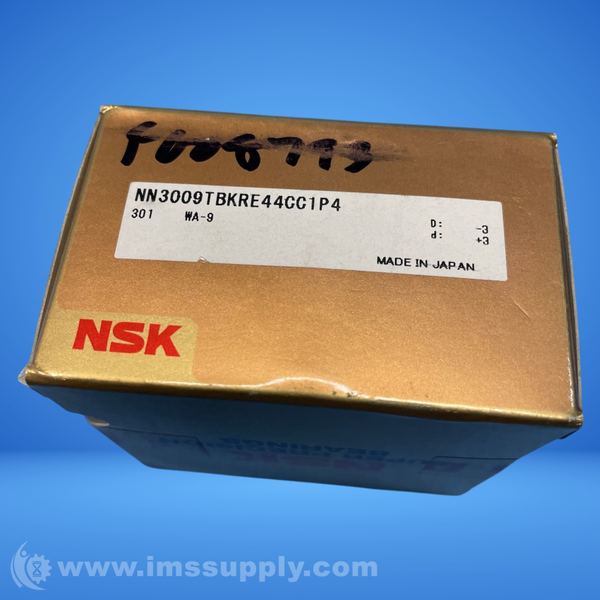 NN3009TBKRE44CC1P4
301 WA-9
D: -3
d: +3
MADE IN JAPAN
NSK
www.imssupply.com